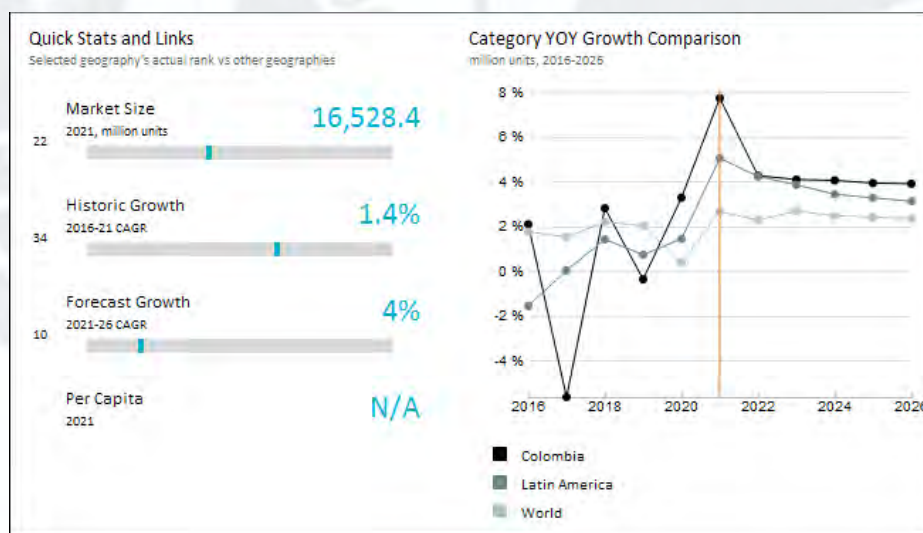 Quick Stats and Links
Selected geography's actual rank vs other geographies
Market Size
2021, million units
16,528.4
22
Historic Growth
2016-21 CAGR
1.4%
34
Forecast Growth
2021-26 CAGR
4%
10
Per Capita
2021
N/A
Category YOY Growth Comparison
million units, 2016-2026
8 %
6 %
4 %
2 %
0 %
-2 %
-4 %
2016 2018 2020 2022 2024 2026
Colombia
Latin America
World